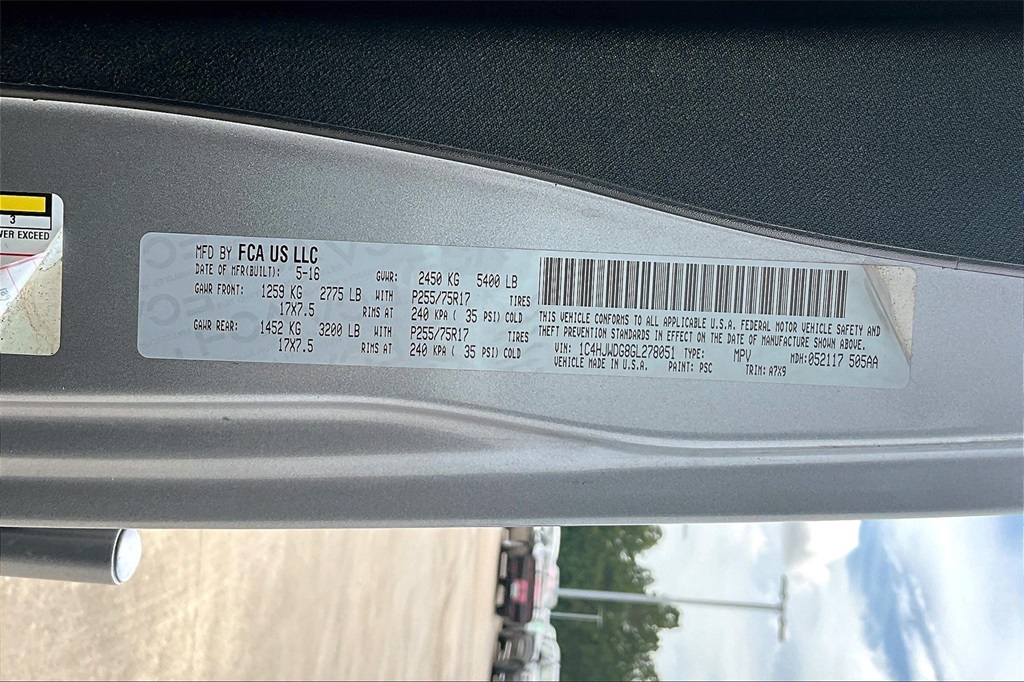 3
VER EXCEED
MFD BY FCA US LLC
DATE OF MFR(BUILT): 5-16 GVWR: 2450 KG 5400 LB
GAWR FRONT: 1259 KG 2775 LB WITH P255/75R17 TIRES
17X7.5 RIMS AT 240 KPA ( 35 PSI) COLD
GAWR REAR: 1452 KG 3200 LB WITH P255/75R17 TIRES
17X7.5 RIMS AT 240 KPA ( 35 PSI) COLD
THIS VEHICLE CONFORMS TO ALL APPLICABLE U.S.A. FEDERAL MOTOR VEHICLE SAFETY AND
THEFT PREVENTION STANDARDS IN EFFECT ON THE DATE OF MANUFACTURE SHOWN ABOVE.
VIN: 1C4HJWDG8GL278051 TYPE: MPV MDH: 052117 505AA
VEHICLE MADE IN U.S.A. PAINT: PSC TRIM: A7X9